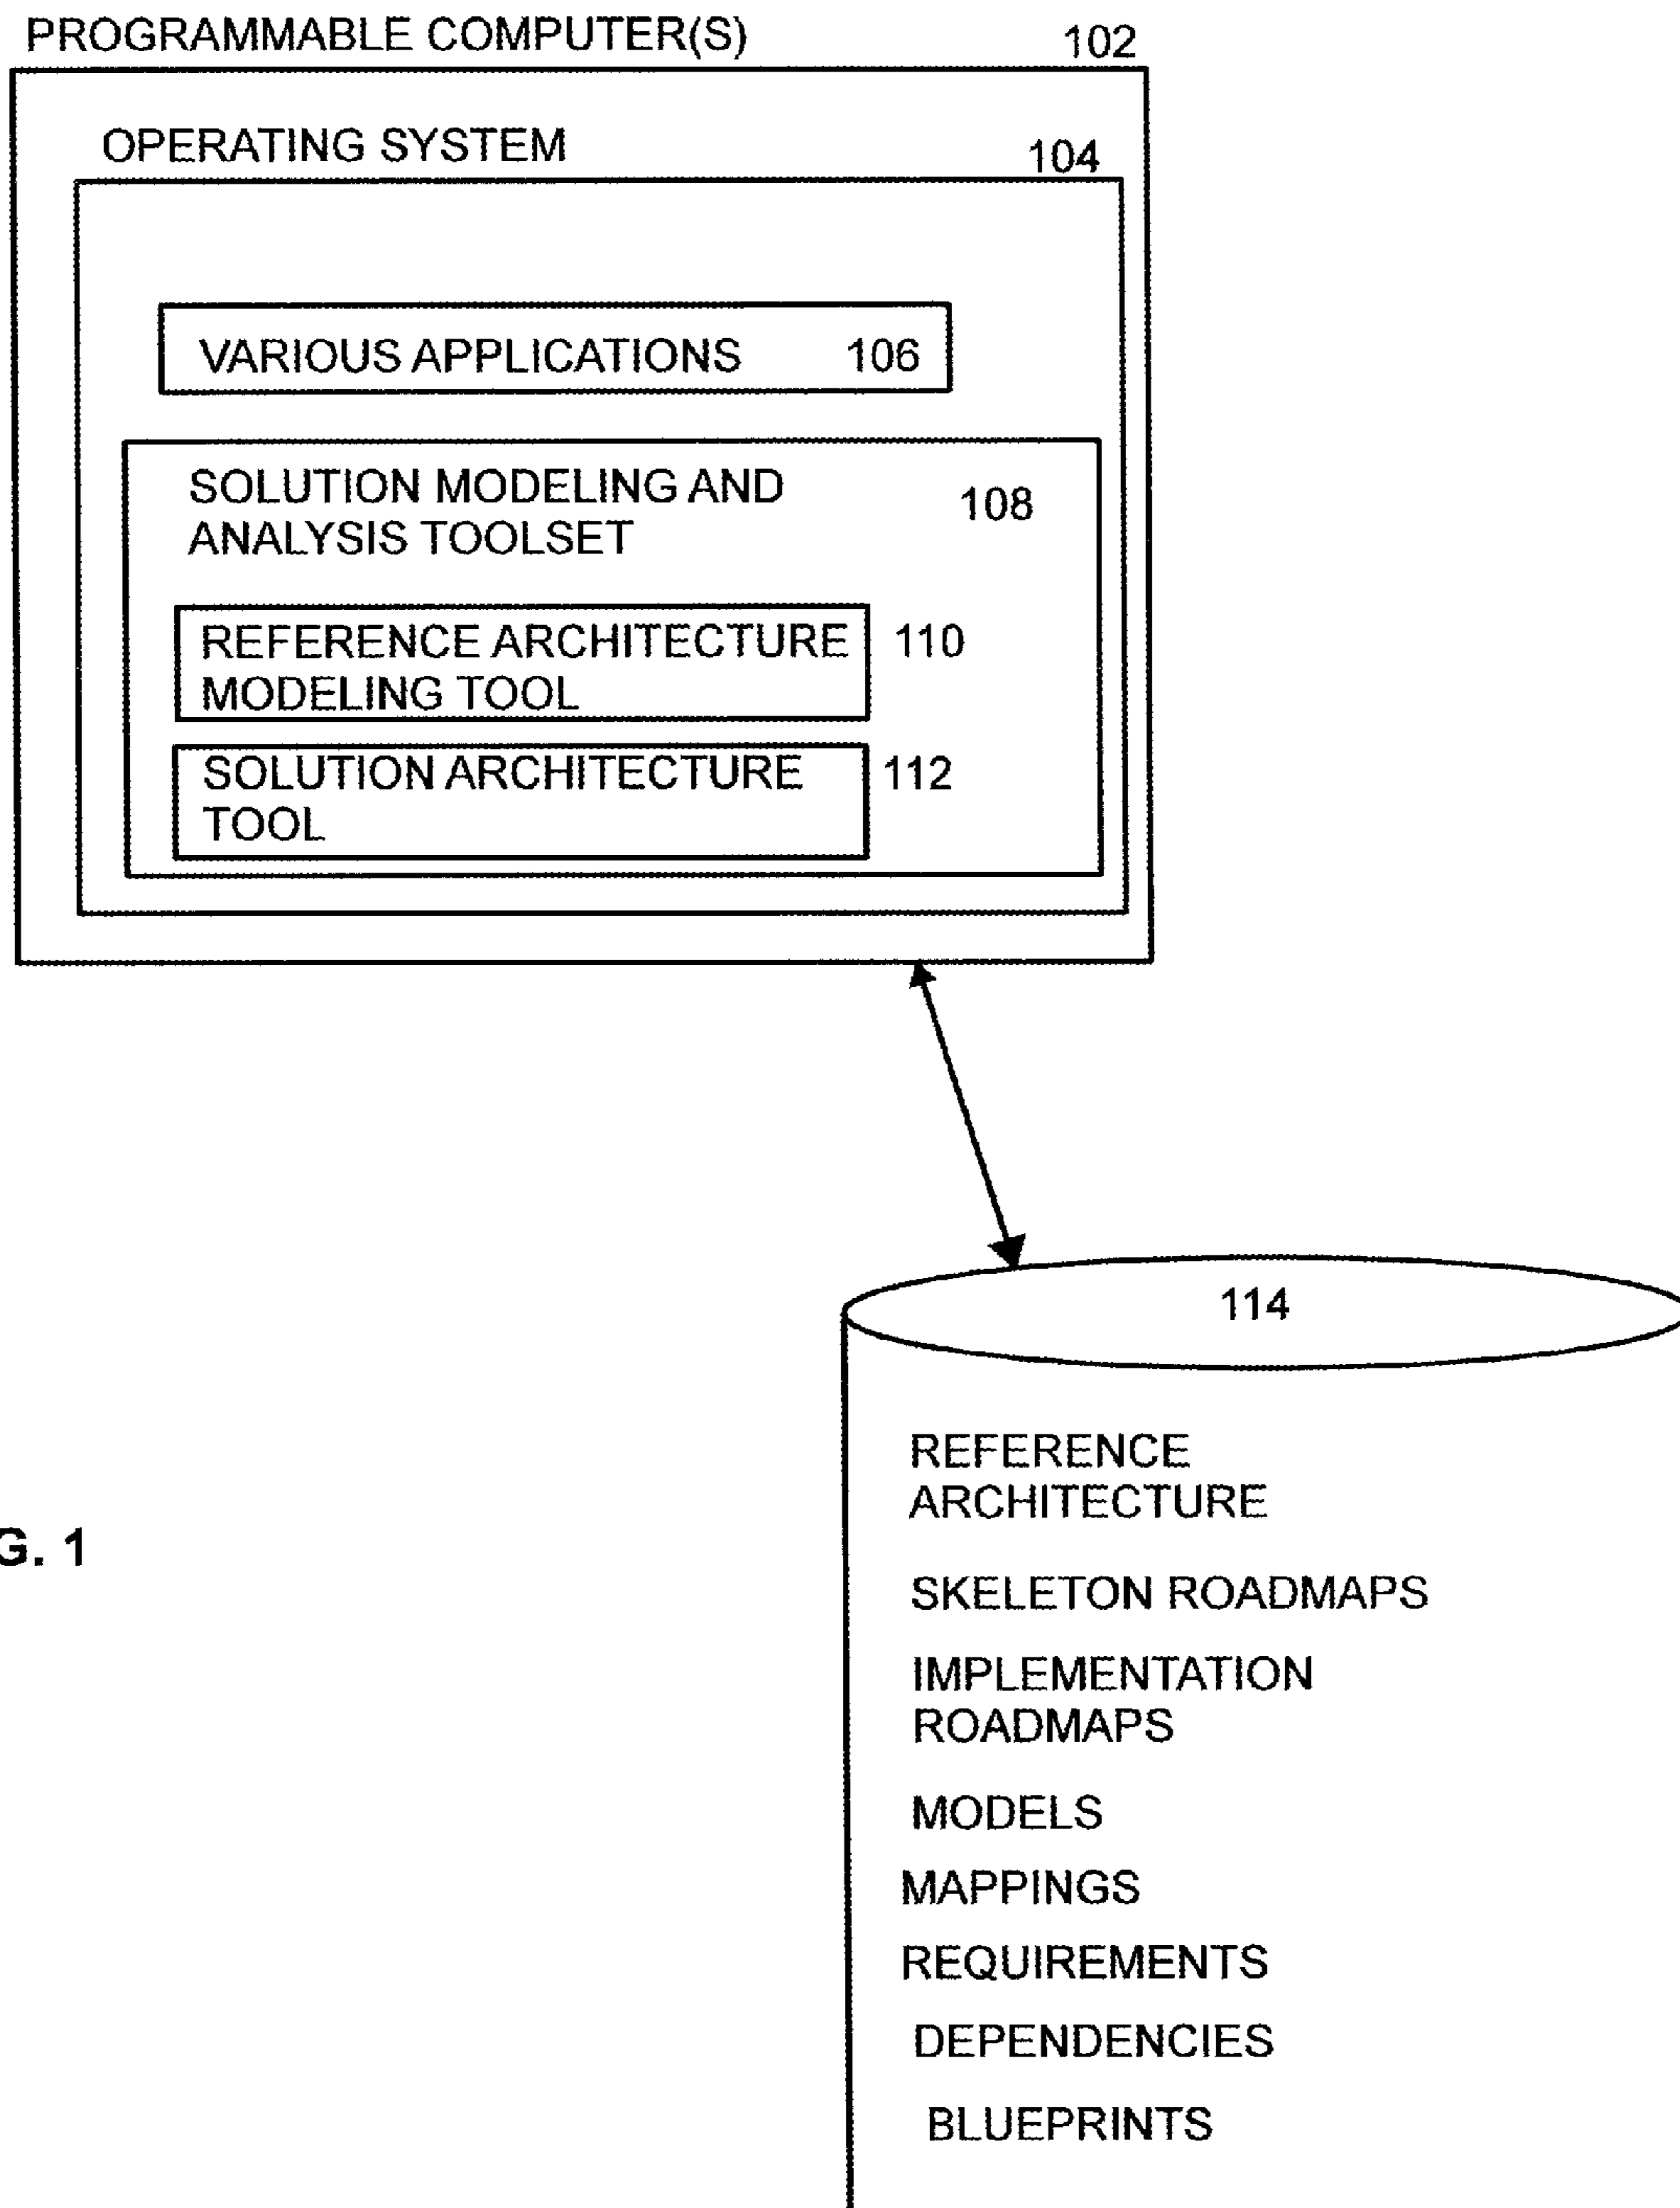 PROGRAMMABLE COMPUTER(S) 102
OPERATING SYSTEM 104
VARIOUS APPLICATIONS 106
SOLUTION MODELING AND 108
ANALYSIS TOOLSET
REFERENCE ARCHITECTURE 110
MODELING TOOL
SOLUTION ARCHITECTURE 112
TOOL
114
REFERENCE
ARCHITECTURE
SKELETON ROADMAPS
IMPLEMENTATION
ROADMAPS
MODELS
MAPPINGS
REQUIREMENTS
DEPENDENCIES
BLUEPRINTS
G. 1